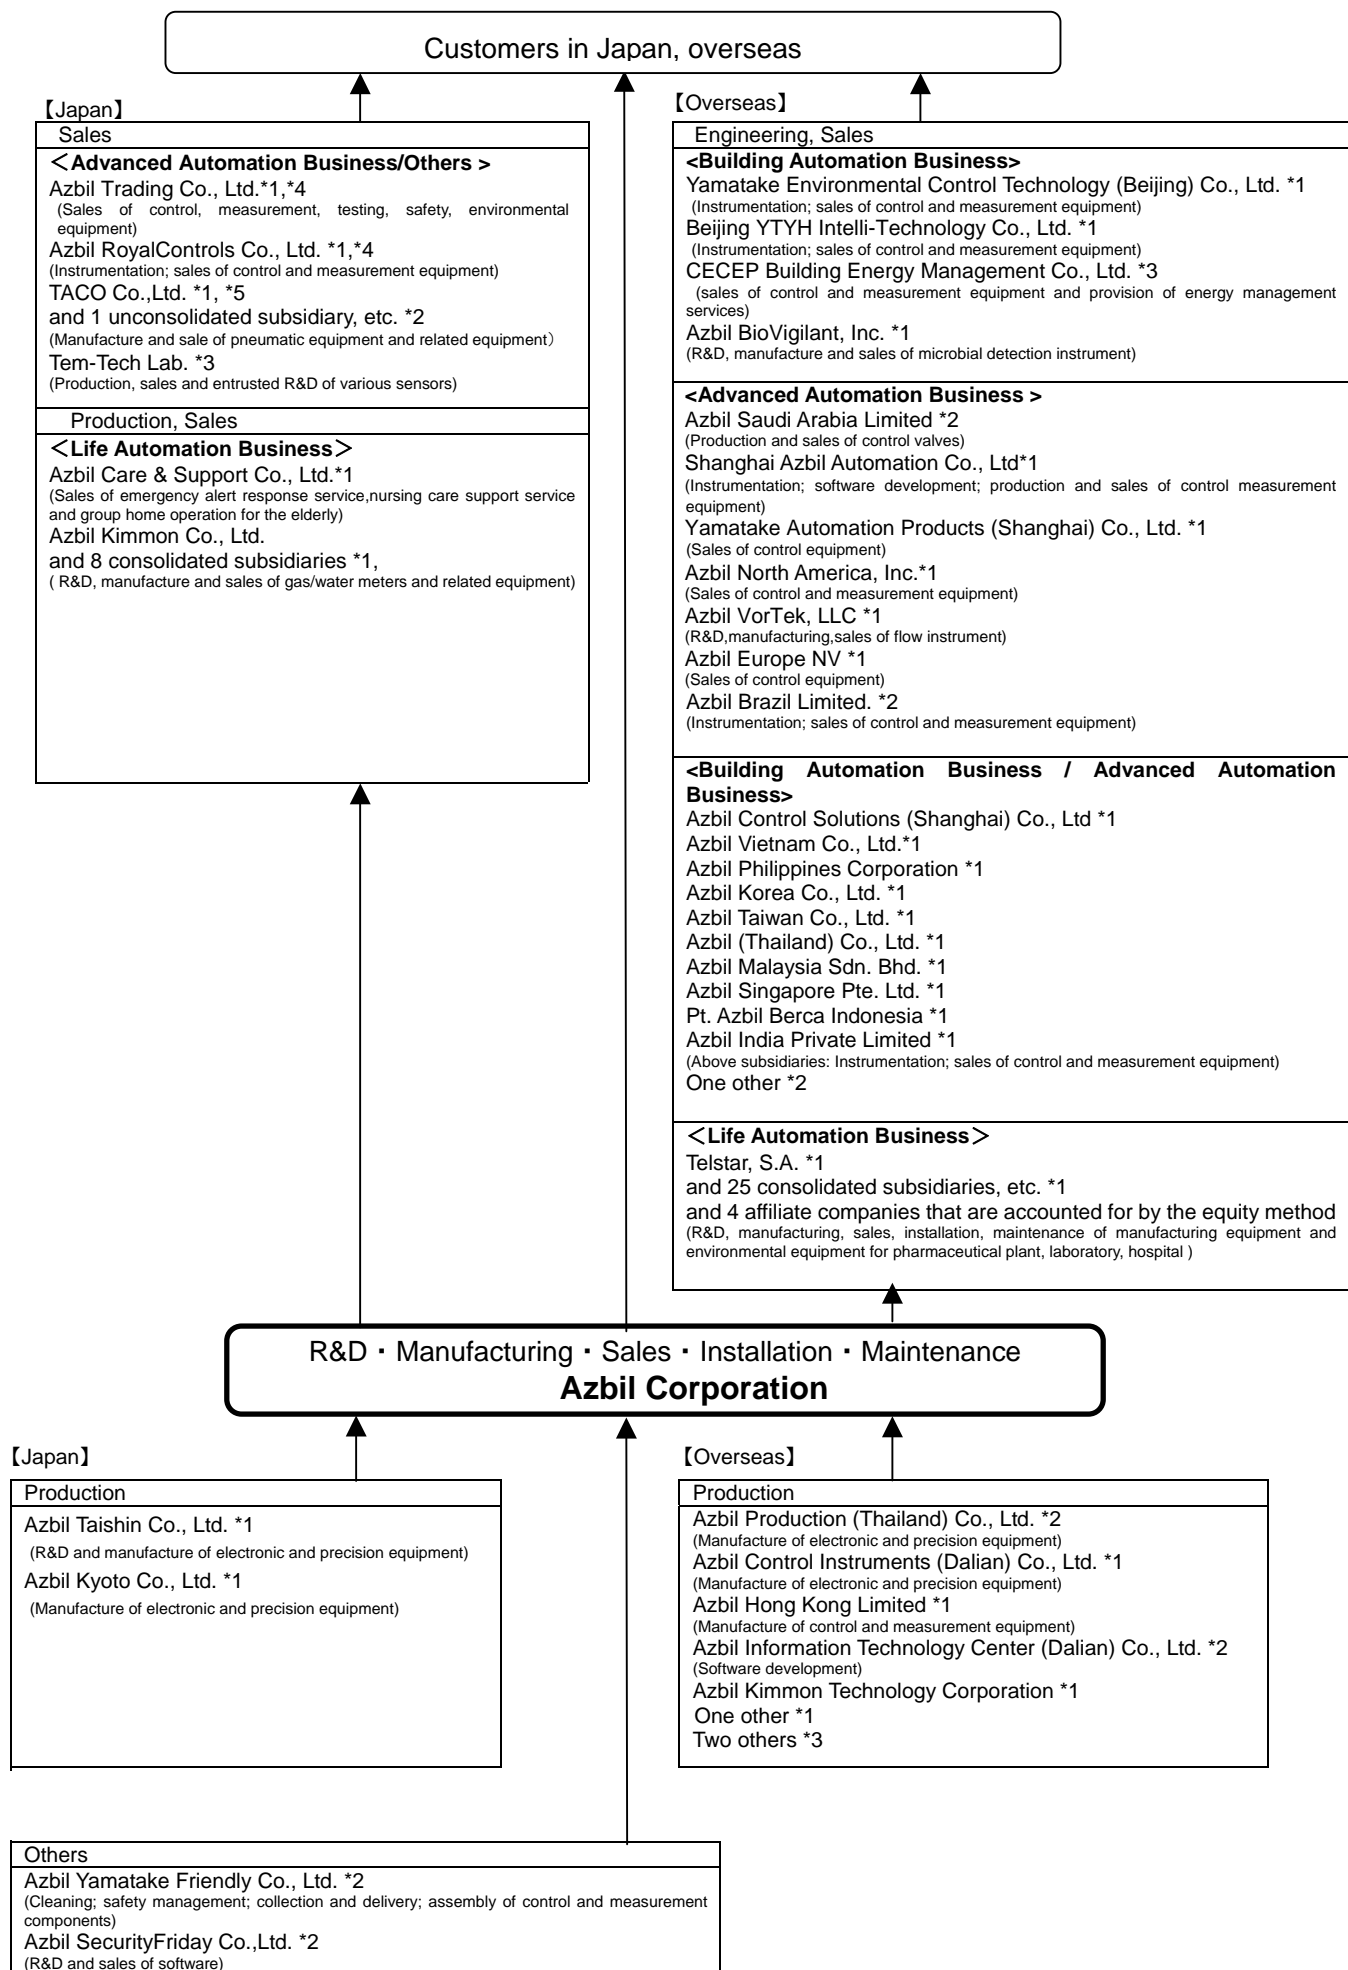 Customers in Japan, overseas
【Japan】
Sales
＜Advanced Automation Business/Others >
Azbil Trading Co., Ltd.*1,*4
(Sales of control, measurement, testing, safety, environmental
equipment)
Azbil RoyalControls Co., Ltd. *1,*4
(Instrumentation; sales of control and measurement equipment)
TACO Co.,Ltd. *1, *5
and 1 unconsolidated subsidiary, etc. *2
(Manufacture and sale of pneumatic equipment and related equipment）
Tem-Tech Lab. *3
(Production, sales and entrusted R&D of various sensors)
Production, Sales
＜Life Automation Business＞
Azbil Care & Support Co., Ltd.*1
(Sales of emergency alert response service,nursing care support service
and group home operation for the elderly)
Azbil Kimmon Co., Ltd.
and 8 consolidated subsidiaries *1,
( R&D, manufacture and sales of gas/water meters and related equipment)
【Overseas】
Engineering, Sales
<Building Automation Business>
Yamatake Environmental Control Technology (Beijing) Co., Ltd. *1
(Instrumentation; sales of control and measurement equipment)
Beijing YTYH Intelli-Technology Co., Ltd. *1
(Instrumentation; sales of control and measurement equipment)
CECEP Building Energy Management Co., Ltd. *3
(sales of control and measurement equipment and provision of energy management
services)
Azbil BioVigilant, Inc. *1
(R&D, manufacture and sales of microbial detection instrument)
<Advanced Automation Business >
Azbil Saudi Arabia Limited *2
(Production and sales of control valves)
Shanghai Azbil Automation Co., Ltd*1
(Instrumentation; software development; production and sales of control measurement
equipment)
Yamatake Automation Products (Shanghai) Co., Ltd. *1
(Sales of control equipment)
Azbil North America, Inc.*1
(Sales of control and measurement equipment)
Azbil VorTek, LLC *1
(R&D,manufacturing,sales of flow instrument)
Azbil Europe NV *1
(Sales of control equipment)
Azbil Brazil Limited. *2
(Instrumentation; sales of control and measurement equipment)
<Building Automation Business / Advanced Automation
Business>
Azbil Control Solutions (Shanghai) Co., Ltd *1
Azbil Vietnam Co., Ltd.*1
Azbil Philippines Corporation *1
Azbil Korea Co., Ltd. *1
Azbil Taiwan Co., Ltd. *1
Azbil (Thailand) Co., Ltd. *1
Azbil Malaysia Sdn. Bhd. *1
Azbil Singapore Pte. Ltd. *1
Pt. Azbil Berca Indonesia *1
Azbil India Private Limited *1
(Above subsidiaries: Instrumentation; sales of control and measurement equipment)
One other *2
＜Life Automation Business＞
Telstar, S.A. *1
and 25 consolidated subsidiaries, etc. *1
and 4 affiliate companies that are accounted for by the equity method
(R&D, manufacturing, sales, installation, maintenance of manufacturing equipment and
environmental equipment for pharmaceutical plant, laboratory, hospital )
R&D・Manufacturing・Sales・Installation・Maintenance
Azbil Corporation
【Japan】
Production
Azbil Taishin Co., Ltd. *1
(R&D and manufacture of electronic and precision equipment)
Azbil Kyoto Co., Ltd. *1
(Manufacture of electronic and precision equipment)
【Overseas】
Production
Azbil Production (Thailand) Co., Ltd. *2
(Manufacture of electronic and precision equipment)
Azbil Control Instruments (Dalian) Co., Ltd. *1
(Manufacture of electronic and precision equipment)
Azbil Hong Kong Limited *1
(Manufacture of control and measurement equipment)
Azbil Information Technology Center (Dalian) Co., Ltd. *2
(Software development)
Azbil Kimmon Technology Corporation *1
One other *1
Two others *3
Others
Azbil Yamatake Friendly Co., Ltd. *2
(Cleaning; safety management; collection and delivery; assembly of control and measurement
components)
Azbil SecurityFriday Co.,Ltd. *2
(R&D and sales of software)